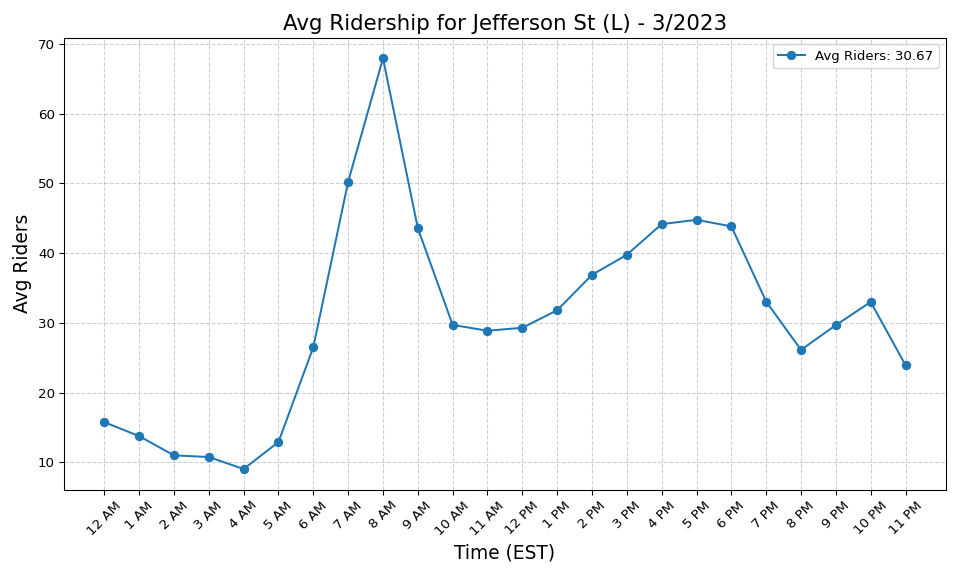 Avg Ridership for Jefferson St (L) - 3/2023
Avg Riders: 30.67
Avg Riders
70
60
50
40
30
20
10
12 AM 1 AM 2 AM 3 AM 4 AM 5 AM 6 AM 7 AM 8 AM 9 AM 10 AM 11 AM 12 PM 1 PM 2 PM 3 PM 4 PM 5 PM 6 PM 7 PM 8 PM 9 PM 10 PM 11 PM
Time (EST)